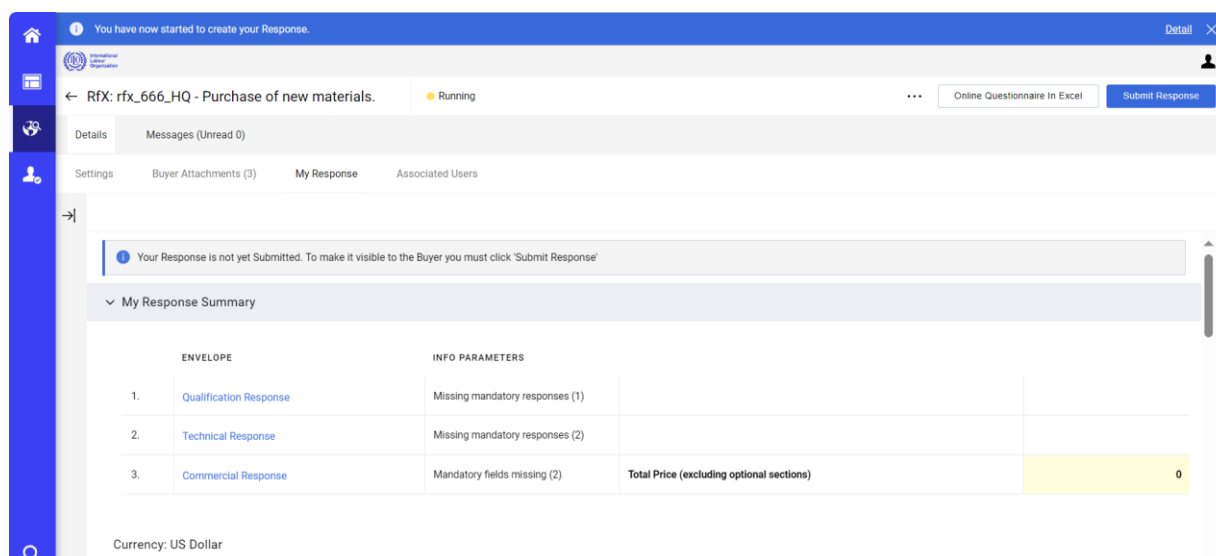 You have now started to create your Response.
Detail
International
Labour
Organization
RfX: rfx_666_HQ - Purchase of new materials.
Running
Online Questionnaire In Excel
Submit Response
Details
Messages (Unread 0)
Settings
Buyer Attachments (3)
My Response
Associated Users
Your Response is not yet Submitted. To make it visible to the Buyer you must click 'Submit Response'
My Response Summary
ENVELOPE
INFO PARAMETERS
1. Qualification Response Missing mandatory responses (1)
2. Technical Response Missing mandatory responses (2)
3. Commercial Response Mandatory fields missing (2) Total Price (excluding optional sections) 0
Currency: US Dollar